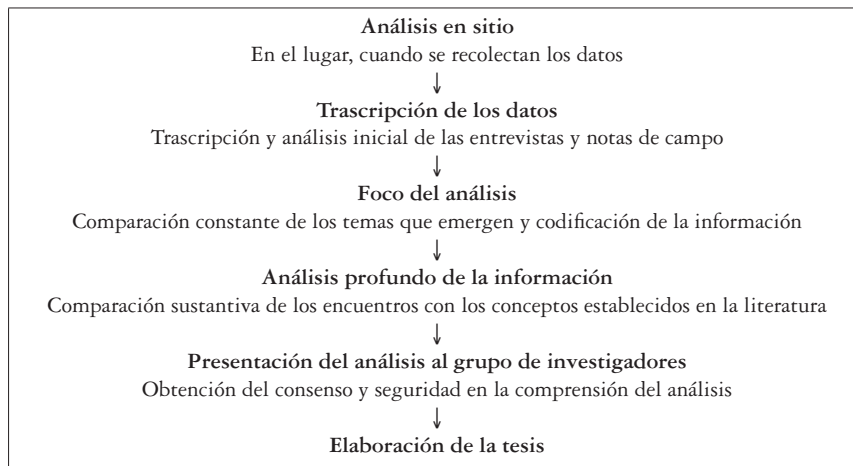 Análisis en sitio
En el lugar, cuando se recolectan los datos
↓
Trascripción de los datos
Trascripción y análisis inicial de las entrevistas y notas de campo
↓
Foco del análisis
Comparación constante de los temas que emergen y codificación de la información
↓
Análisis profundo de la información
Comparación sustantiva de los encuentros con los conceptos establecidos en la literatura
↓
Presentación del análisis al grupo de investigadores
Obtención del consenso y seguridad en la comprensión del análisis
↓
Elaboración de la tesis